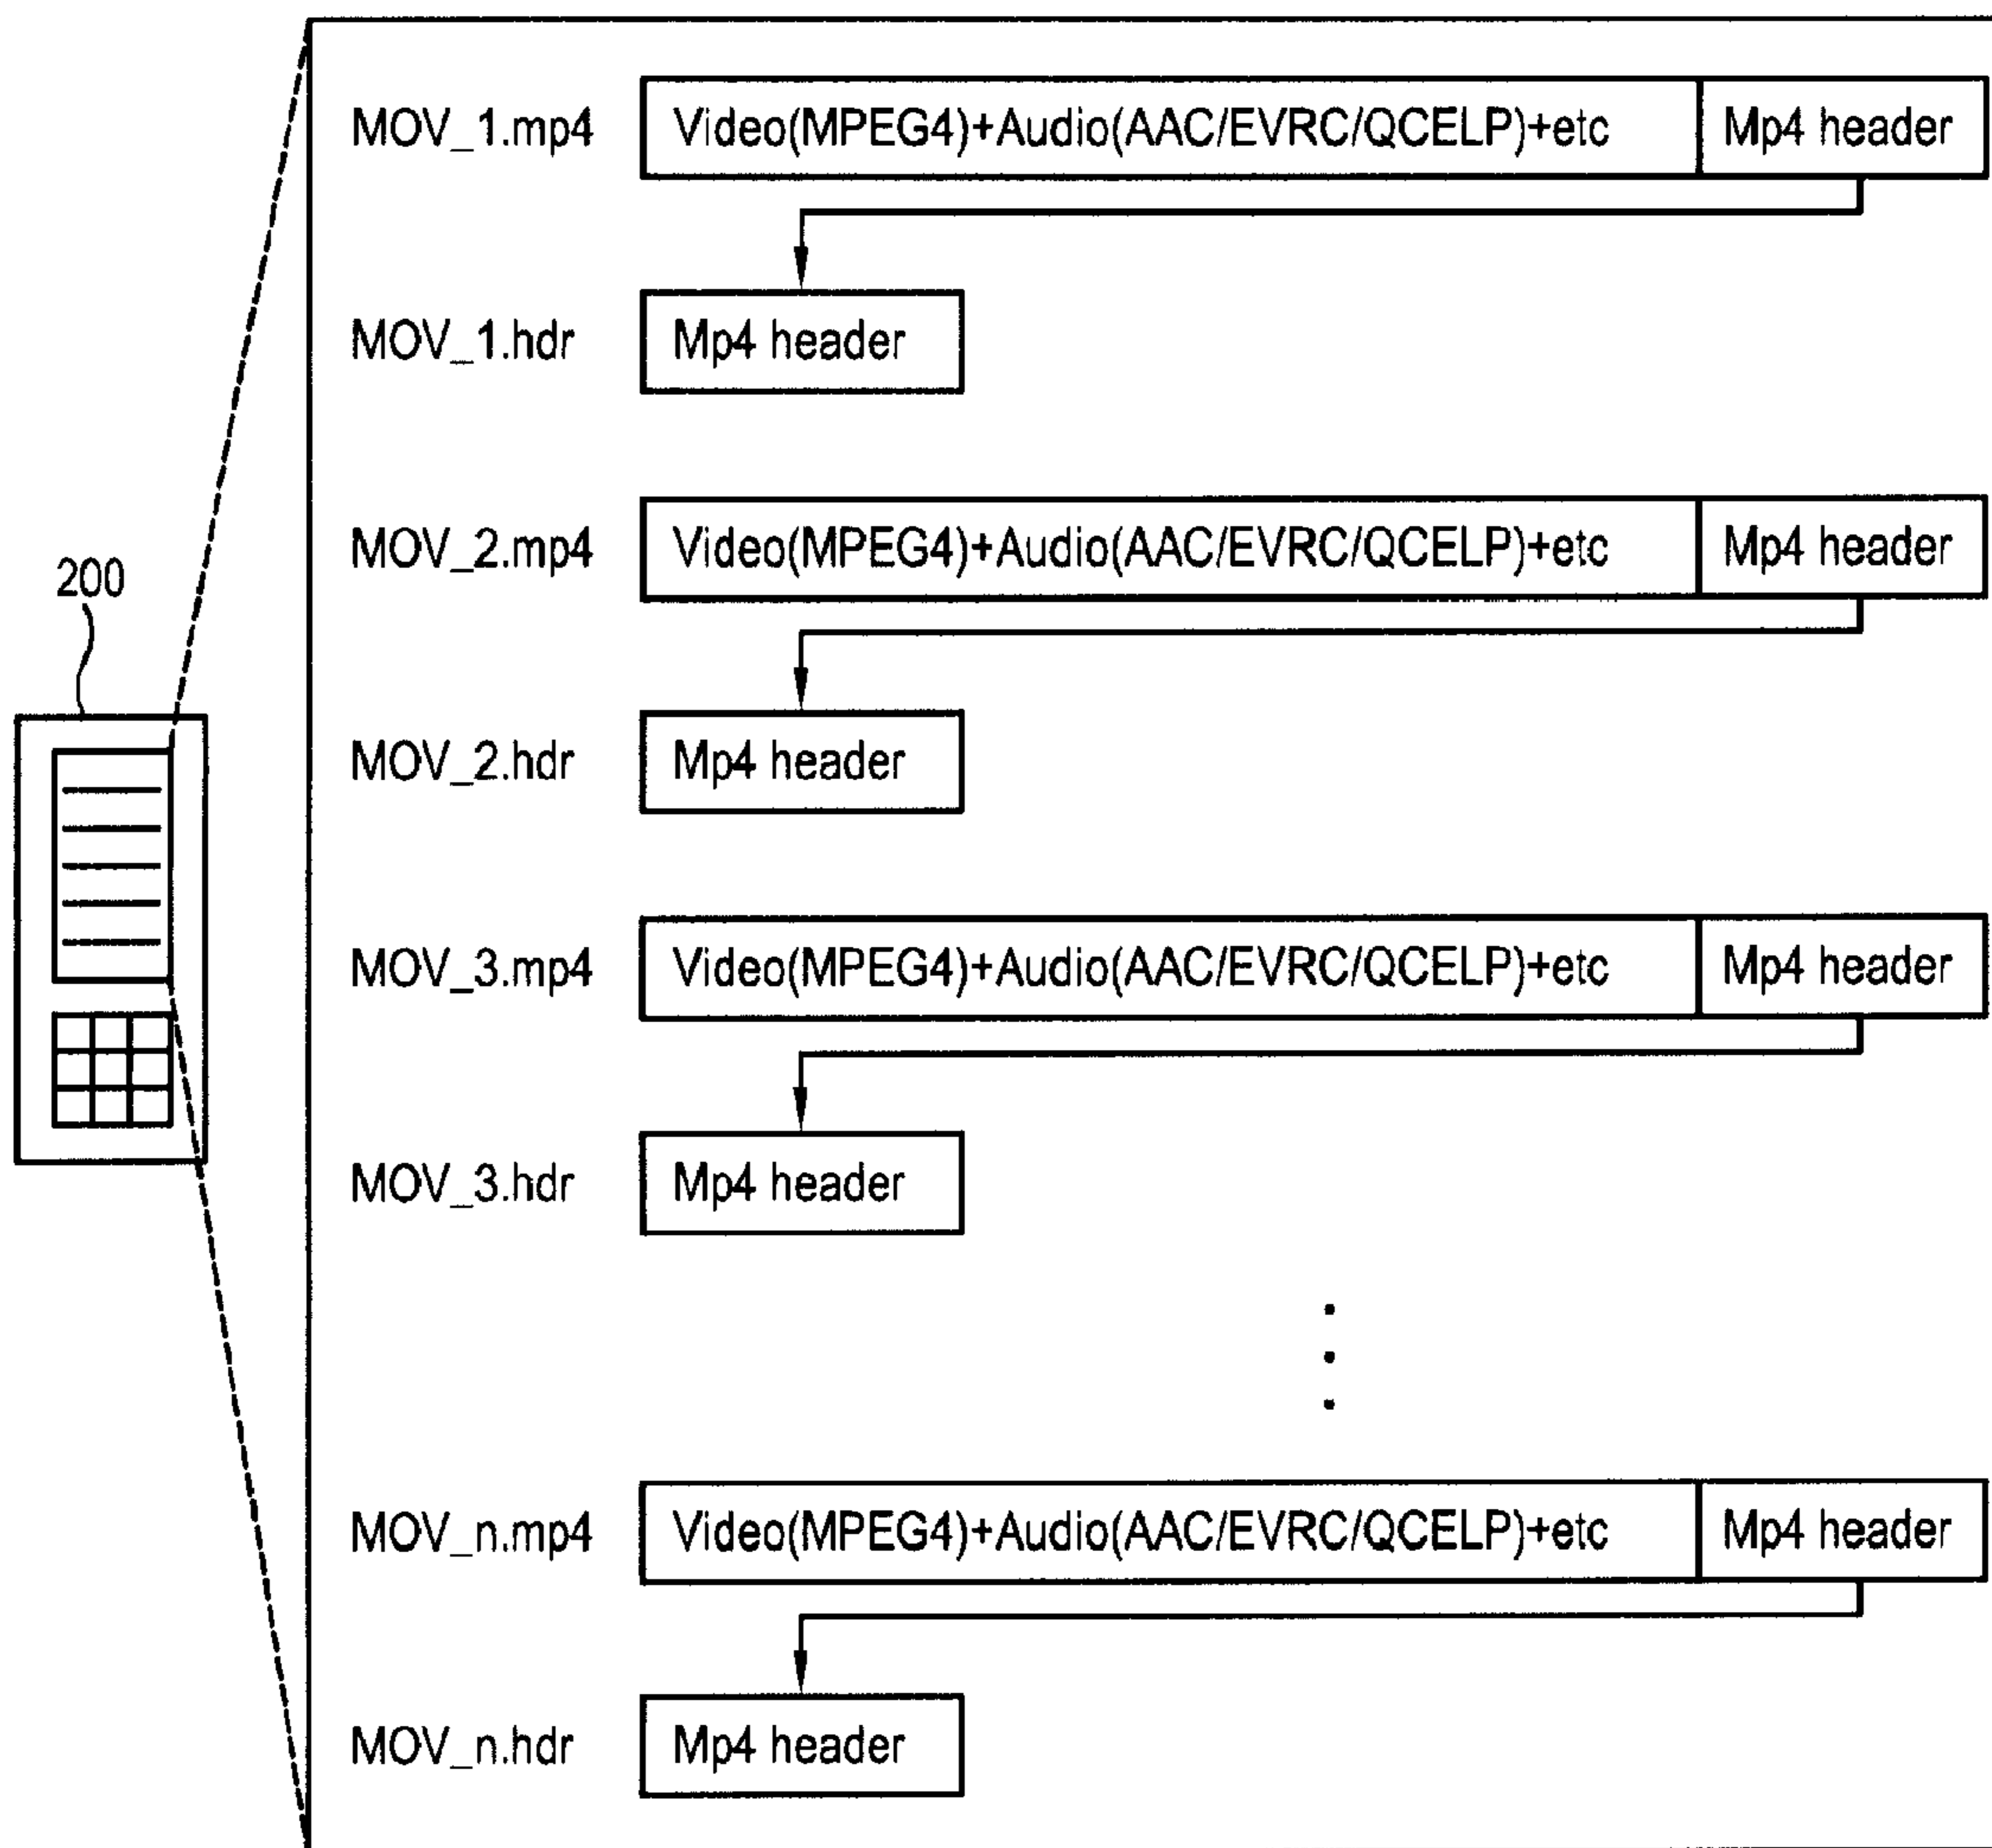 MOV_1.mp4 Video(MPEG4)+Audio(AAC/EVRC/QCELP)+etc Mp4 header
MOV_1.hdr Mp4 header
MOV_2.mp4 Video(MPEG4)+Audio(AAC/EVRC/QCELP)+etc Mp4 header
200
MOV_2.hdr Mp4 header
MOV_3.mp4 Video(MPEG4)+Audio(AAC/EVRC/QCELP)+etc Mp4 header
MOV_3.hdr Mp4 header
MOV_n.mp4 Video(MPEG4)+Audio(AAC/EVRC/QCELP)+etc Mp4 header
MOV_n.hdr Mp4 header